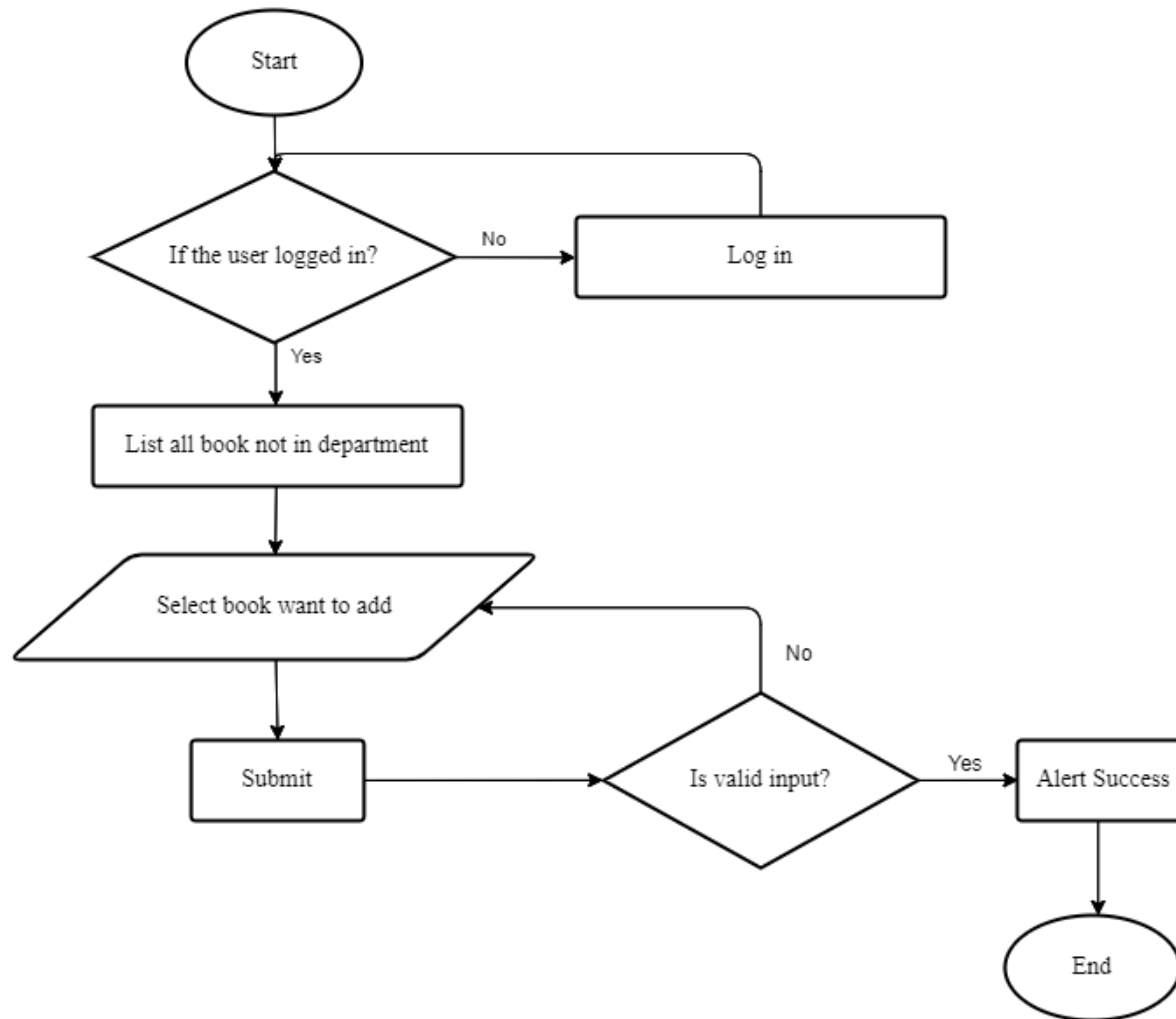 Start
If the user logged in?
No
Log in
Yes
List all book not in department
Select book want to add
No
Submit
Is valid input?
Yes
Alert Success
End